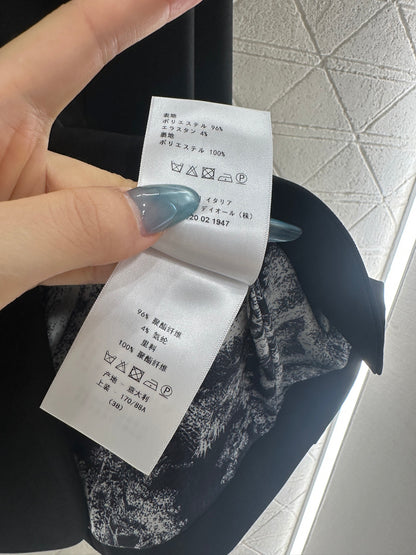 表地
ポリエステル 96%
エラスタン 4%
裏地
ポリエステル 100%
P
イタリア
ディオール（株）
20 02 1947
96% 聚酯纤维
4% 氨纶
里料
100% 聚酯纤维
P
产地 意大利
上装 170/88A
(38)